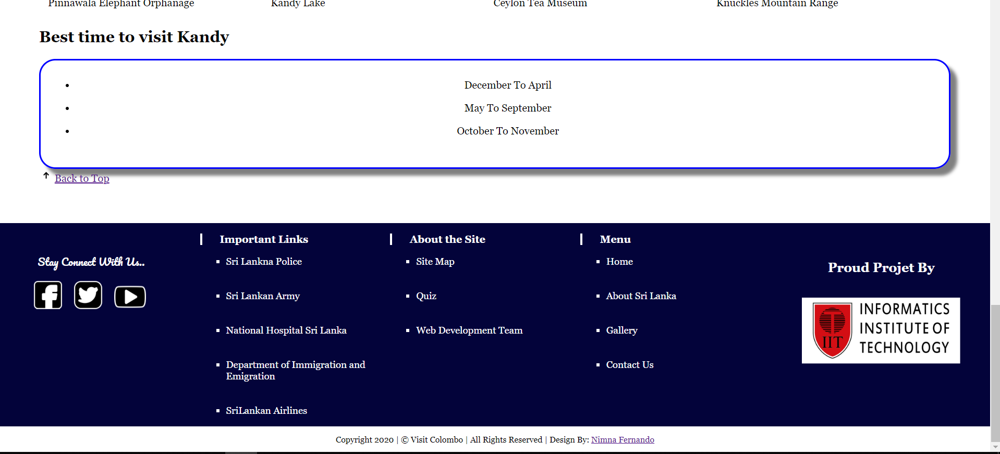 Pinnawala Elephant Orphanage
Kandy Lake
Ceylon Tea Museum
Knuckles Mountain Range
Best time to visit Kandy
December To April
May To September
October To November
Back to Top
Stay Connect With Us..
Important Links
Sri Lankna Police
Sri Lankan Army
National Hospital Sri Lanka
Department of Immigration and
Emigration
SriLankan Airlines
About the Site
Site Map
Quiz
Web Development Team
Menu
Home
About Sri Lanka
Gallery
Contact Us
Proud Projet By
IIT
INFORMATICS
INSTITUTE OF
TECHNOLOGY
Copyright 2020 | © Visit Colombo | All Rights Reserved | Design By: Nimna Fernando